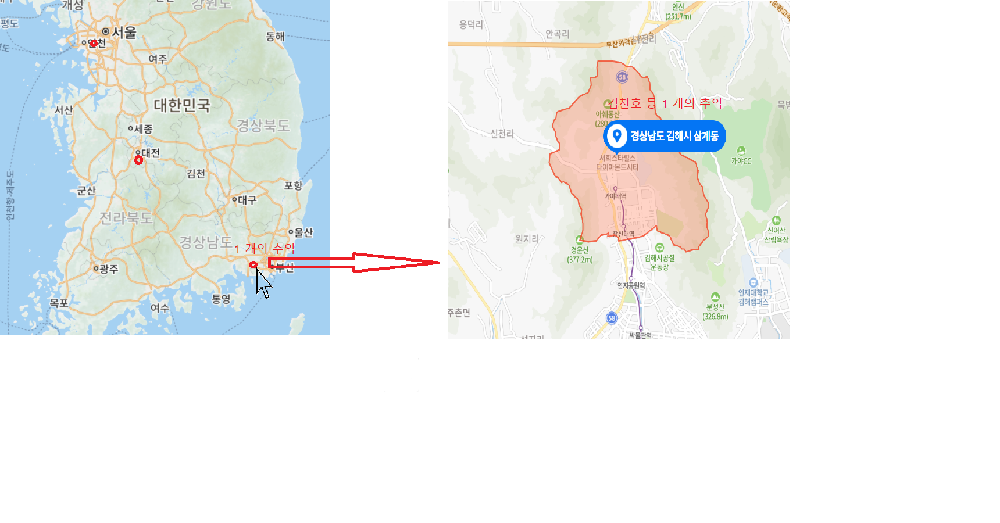 개성
강원도
평도
서울
동해
인천
여주
대한민국
서산
경상북도
세종
대전
김천
인천항-제주도
포항
군산
대구
전라북도
울산
경상남도
1 개의 추억
부산
광주
통영
목포
여수
안산
(251.7m)
용덕리
안곡리
부산외곽순환고속도로
58
김찬호 등 1 개의 추억
야훼동산
묵방
신천리
경상남도 김해시 삼계동
서희스타힐스
다이아몬드시티
가야CC
가야대역
신어산
산림욕장
장신대역
원지리
경운산
(377.2m)
김해시공설
운동장
연지공원역
인제대학교
김해캠퍼스
분성산
(326.8m)
주촌면
58
박물관역